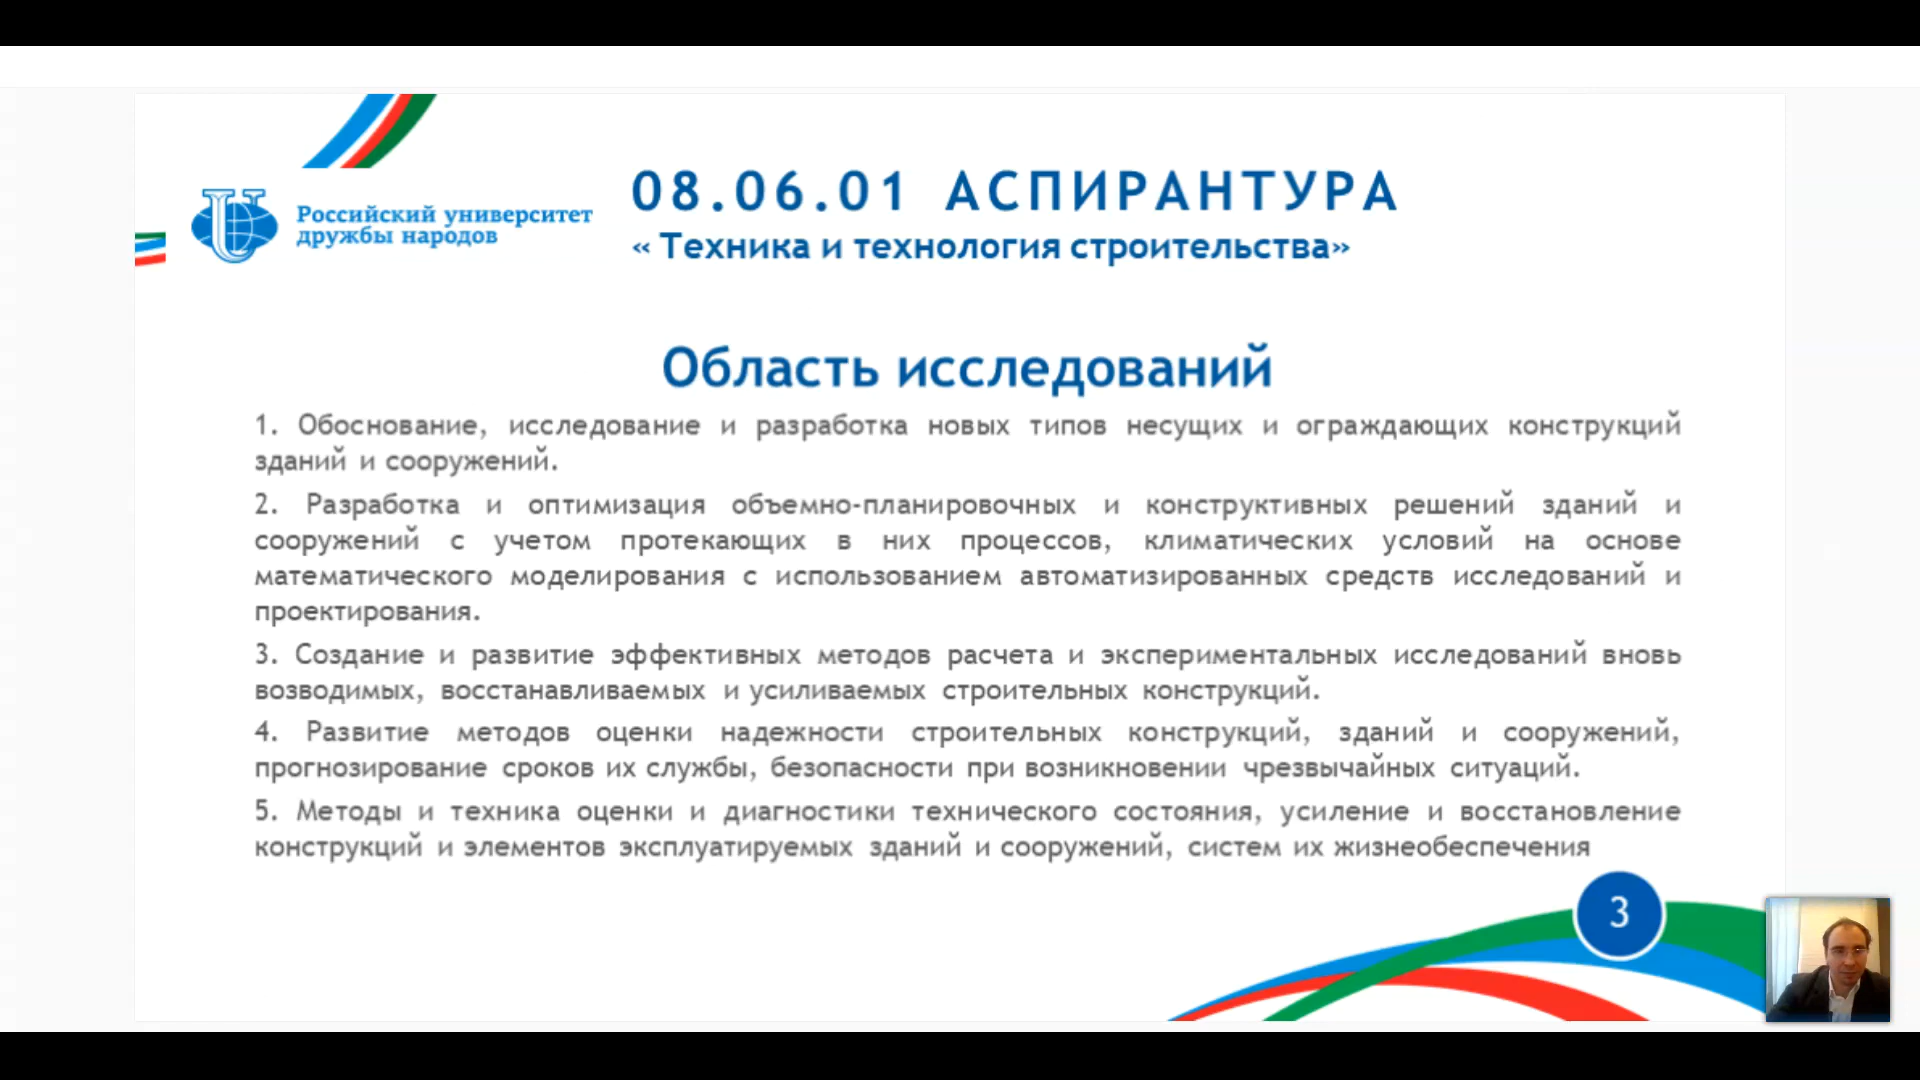 08.06.01 АСПИРАНТУРА
« Техника и технология строительства»
Российский университет
дружбы народов
Область исследований
1. Обоснование, исследование и разработка новых типов несущих и ограждающих конструкций
зданий и сооружений.
2. Разработка и оптимизация объемно-планировочных и конструктивных решений зданий и
сооружений с учетом протекающих в них процессов, климатических условий на основе
математического моделирования с использованием автоматизированных средств исследований и
проектирования.
3. Создание и развитие эффективных методов расчета и экспериментальных исследований вновь
возводимых, восстанавливаемых и усиливаемых строительных конструкций.
4. Развитие методов оценки надежности строительных конструкций, зданий и сооружений,
прогнозирование сроков их службы, безопасности при возникновении чрезвычайных ситуаций.
5. Методы и техника оценки и диагностики технического состояния, усиление и восстановление
конструкций и элементов эксплуатируемых зданий и сооружений, систем их жизнеобеспечения
3